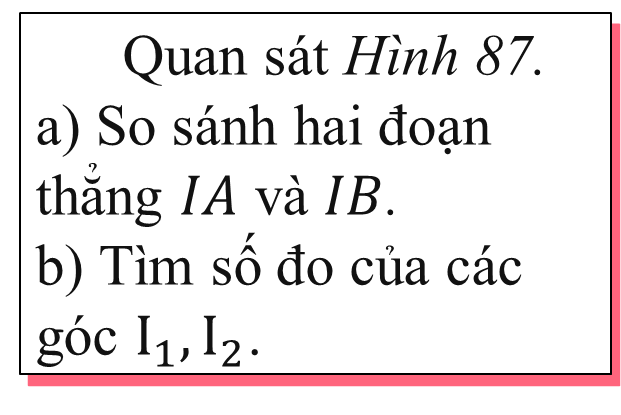 Quan sát Hình 87.
a) So sánh hai đoạn
thẳng IA và IB.
b) Tìm số đo của các
góc I₁, I₂.